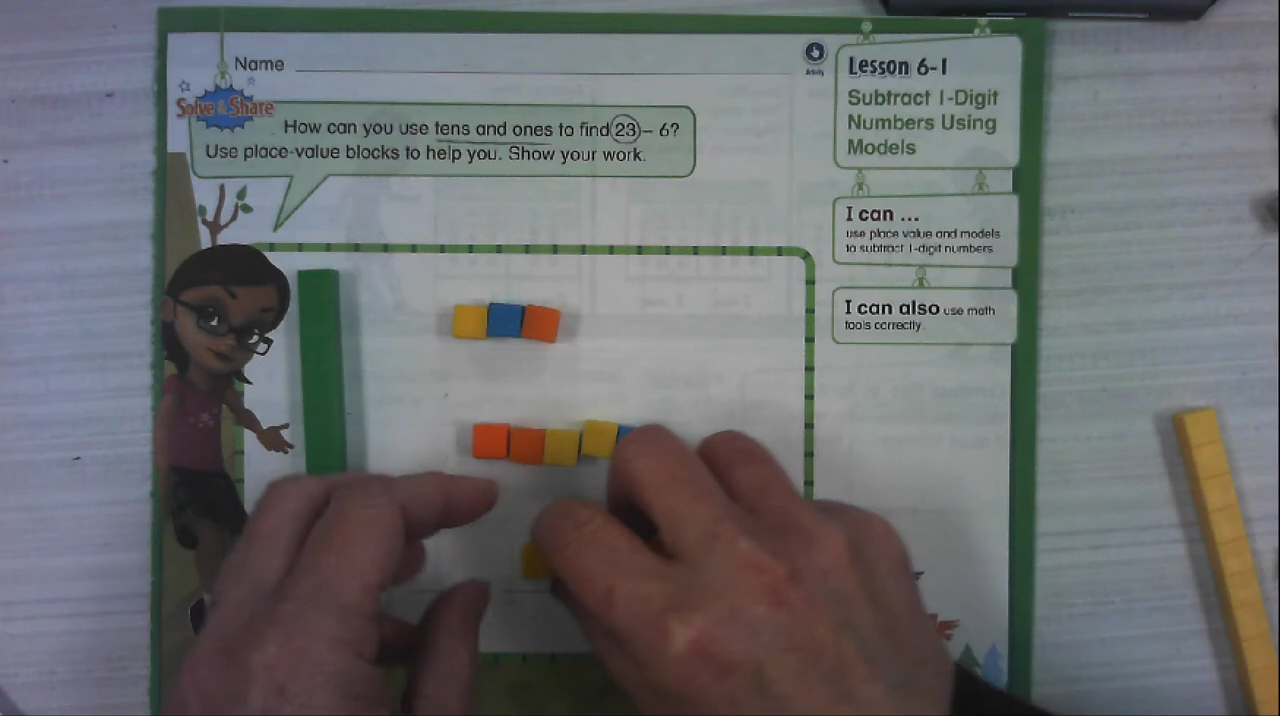 Name
Solve & Share
How can you use tens and ones to find 23 – 6?
Use place-value blocks to help you. Show your work.
Activity
Lesson 6-1
Subtract 1-Digit
Numbers Using
Models
I can ...
use place value and models
to subtract 1-digit numbers.
I can also use math
tools correctly.